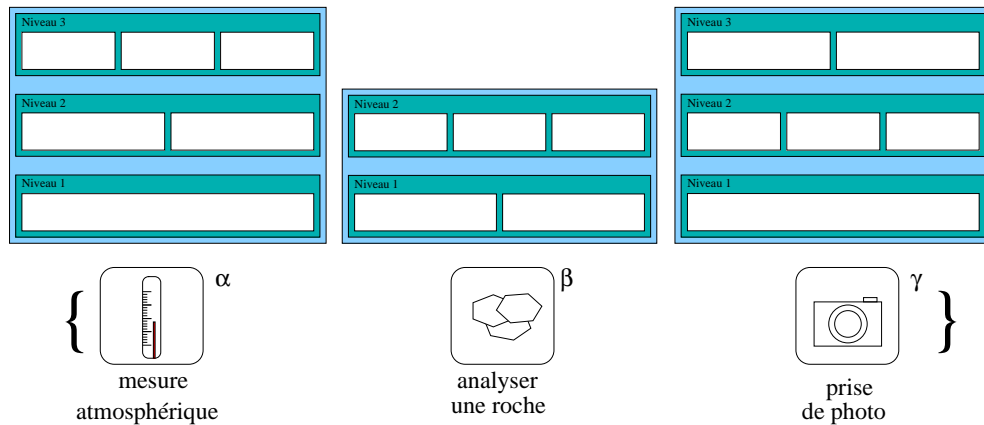 Niveau 3
Niveau 2
Niveau 1
Niveau 2
Niveau 1
Niveau 3
Niveau 2
Niveau 1
{
α
mesure
atmosphérique
β
analyser
une roche
γ
}
prise
de photo